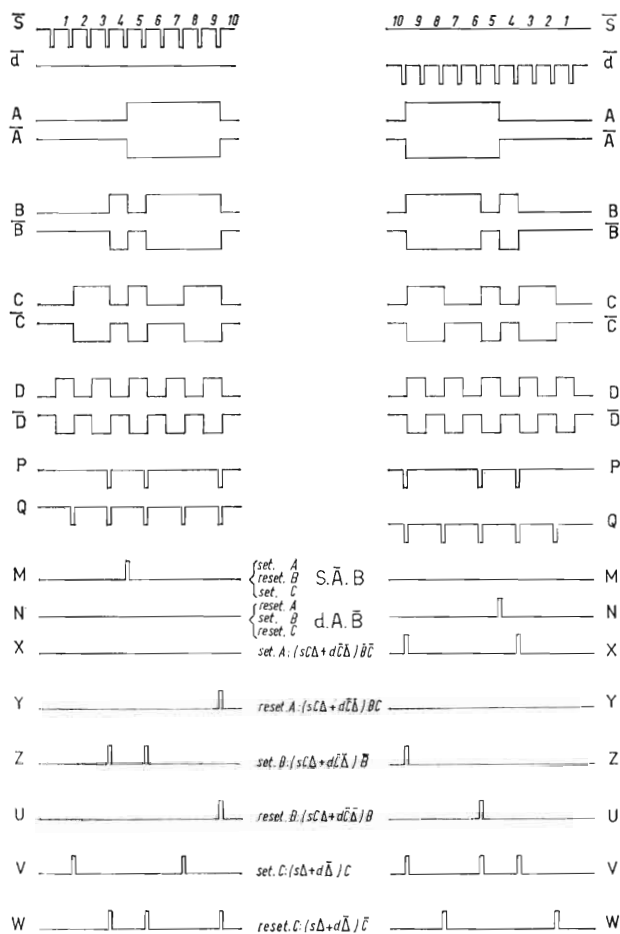 S̅ 1 2 3 4 5 6 7 8 9 10 10 9 8 7 6 5 4 3 2 1 S̅
d̅ d̅
A A
A̅ A̅
B B
B̅ B̅
C C
C̅ C̅
D D
D̅ D̅
P P
Q Q
set. A
M reset. B S.A̅.B M
set. C
reset. A
N set. B d.A.B̅ N
reset. C
X set. A:(sCΔ+dC̅Δ̅)BC̅ X
Y reset.A:(sCΔ+dC̅Δ̅)BC Y
Z set.B:(sCΔ+dC̅Δ̅)B̅ Z
U reset.B:(sCΔ+dC̅Δ̅)B U
V set.C:(sΔ+dΔ̅)C V
W reset.C:(sΔ+dΔ̅)C̅ W